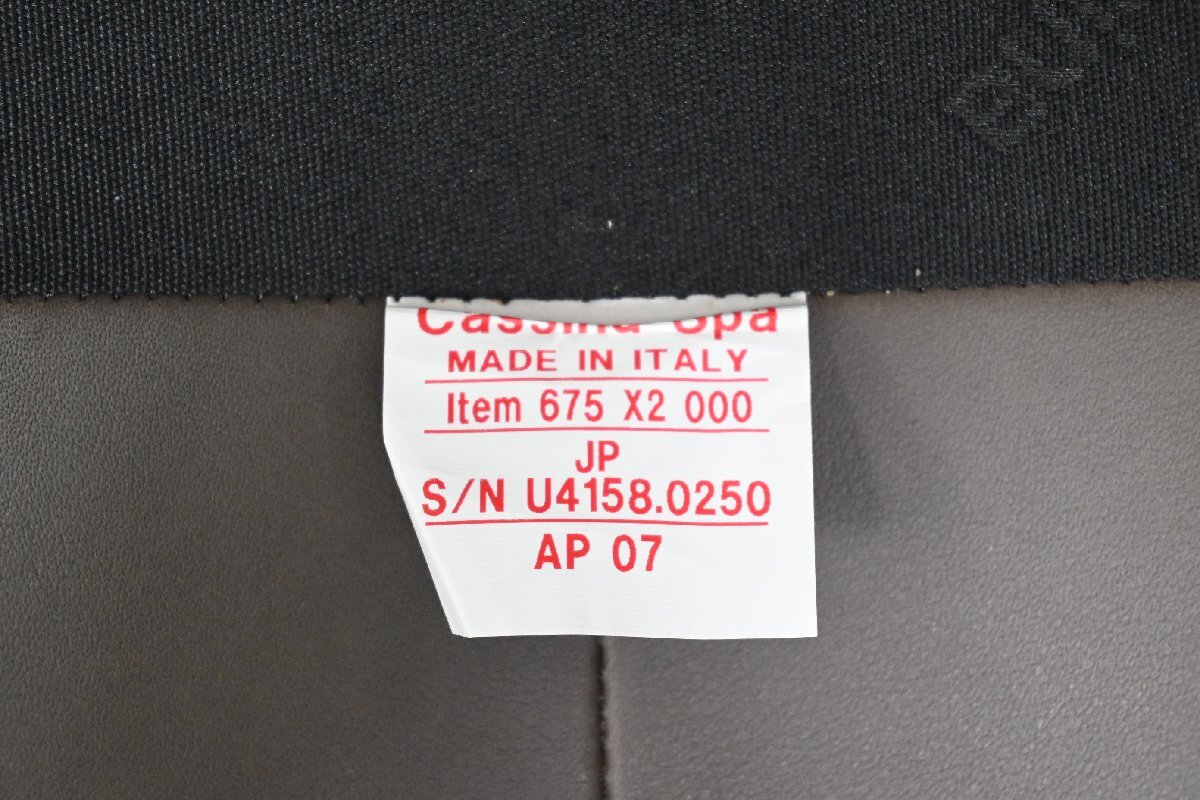 Cassina Spa
MADE IN ITALY
Item 675 X2 000
JP
S/N U4158.0250
AP 07